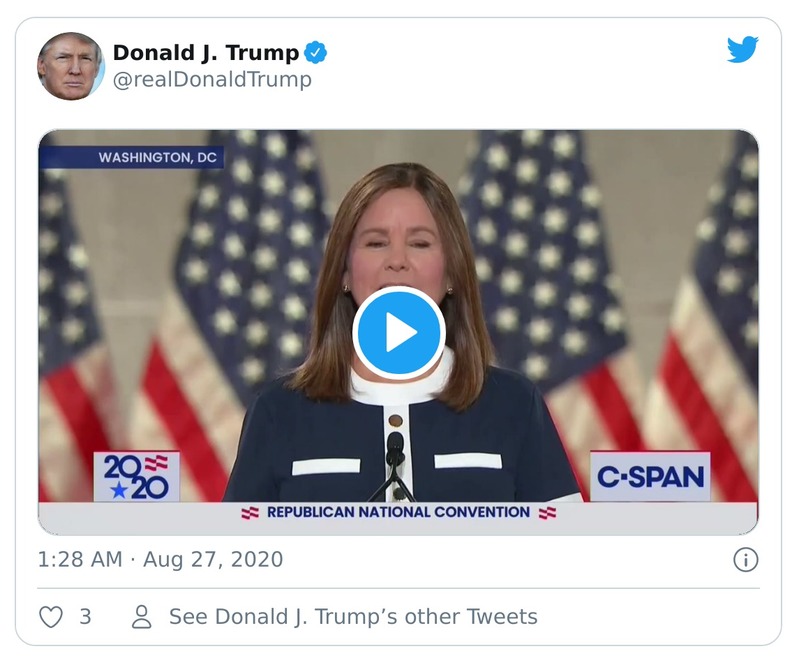 Donald J. Trump
@realDonaldTrump
WASHINGTON, DC
2020
C-SPAN
REPUBLICAN NATIONAL CONVENTION
1:28 AM · Aug 27, 2020
3
See Donald J. Trump’s other Tweets